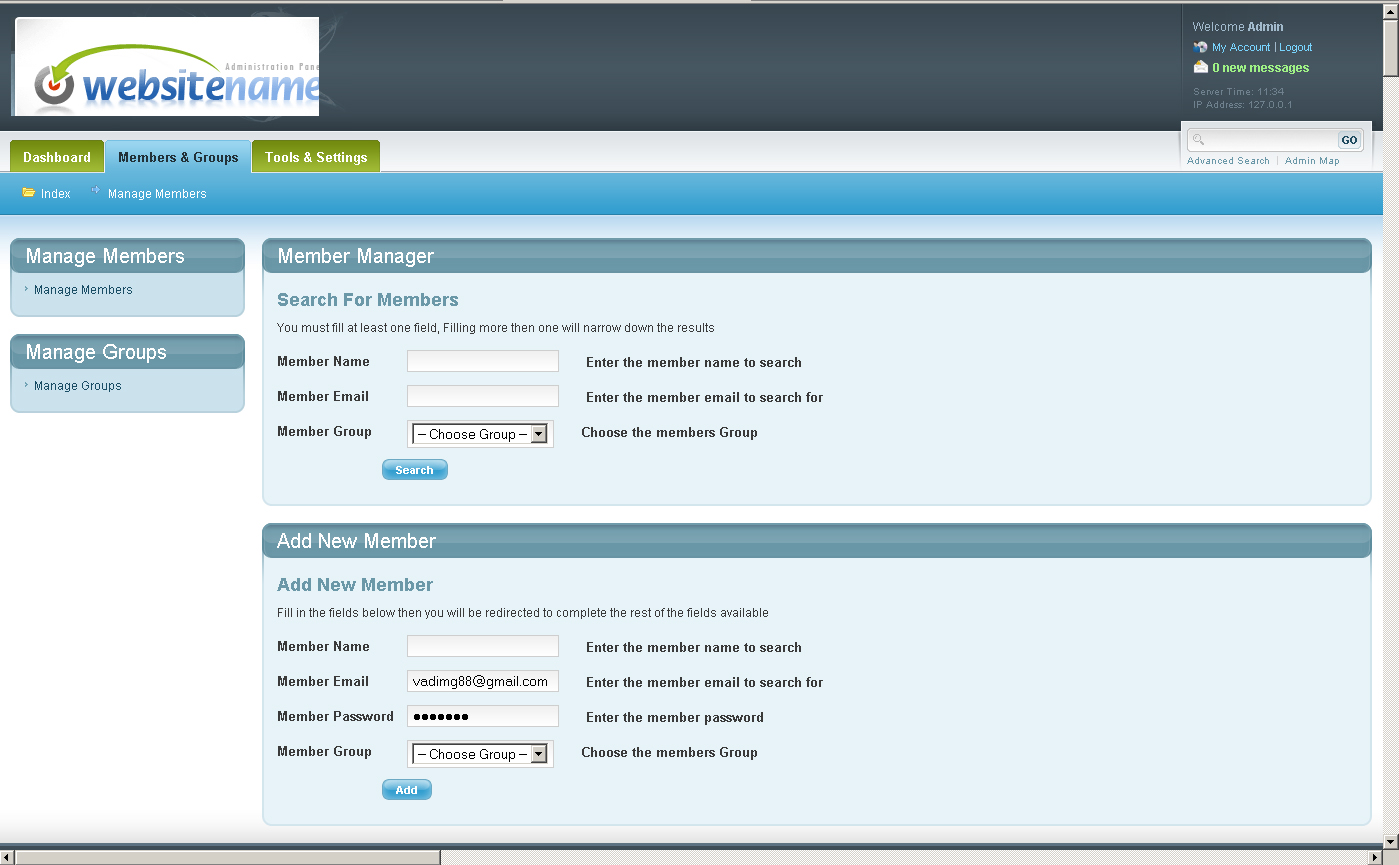 Administration Pane
websitename
Welcome Admin
My Account | Logout
0 new messages
Server Time: 11:34
IP Address: 127.0.0.1
GO
Advanced Search | Admin Map
Dashboard
Members & Groups
Tools & Settings
Index
Manage Members
Manage Members
Manage Members
Manage Groups
Manage Groups
Member Manager
Search For Members
You must fill at least one field, Filling more then one will narrow down the results
Member Name
Enter the member name to search
Member Email
Enter the member email to search for
Member Group
-- Choose Group --
Choose the members Group
Search
Add New Member
Add New Member
Fill in the fields below then you will be redirected to complete the rest of the fields available
Member Name
Enter the member name to search
Member Email
vadimg88@gmail.com
Enter the member email to search for
Member Password
•••••••
Enter the member password
Member Group
-- Choose Group --
Choose the members Group
Add